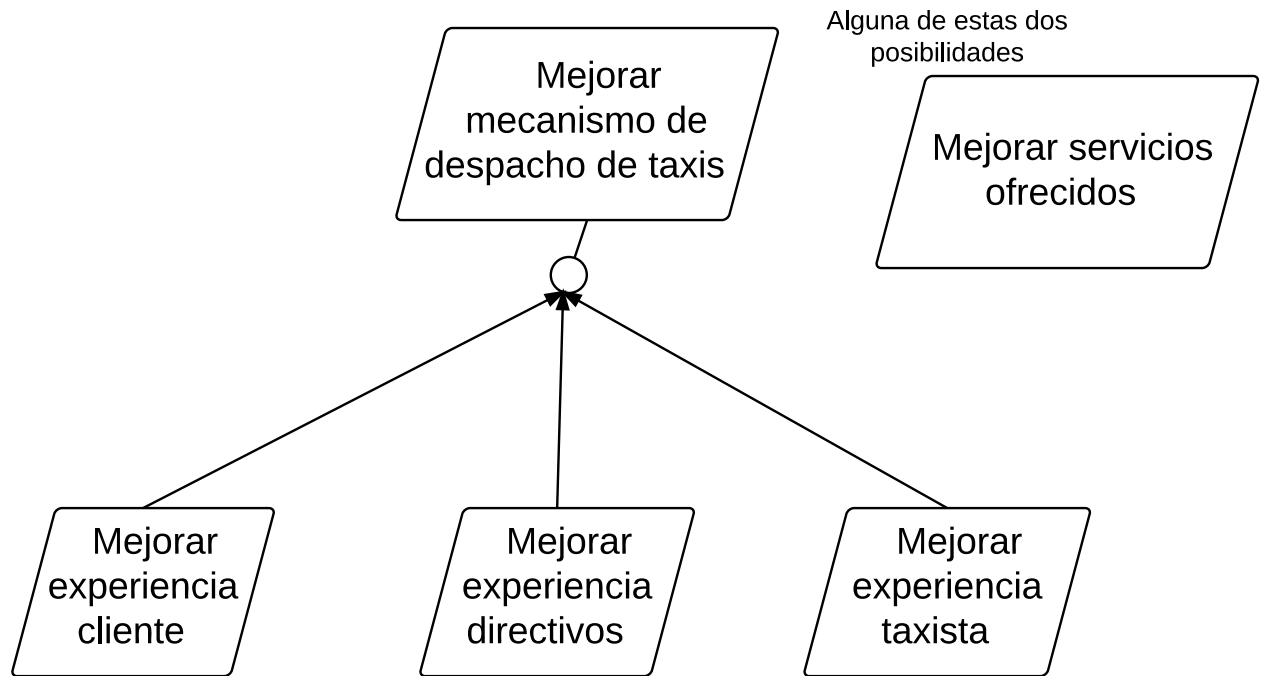 Alguna de estas dos
posibilidades
Mejorar
mecanismo de
despacho de taxis
Mejorar servicios
ofrecidos
Mejorar
experiencia
cliente
Mejorar
experiencia
directivos
Mejorar
experiencia
taxista